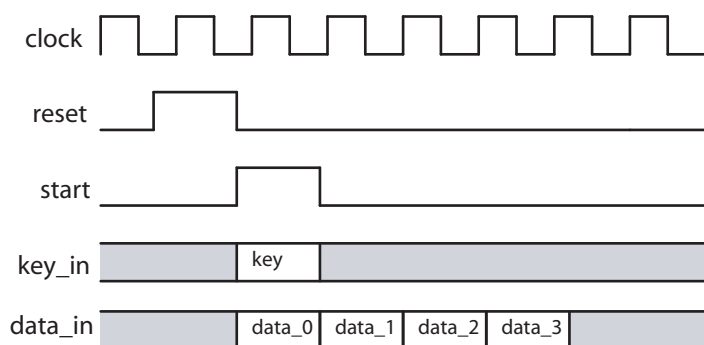 clock
reset
start
key_in key
data_in data_0 data_1 data_2 data_3